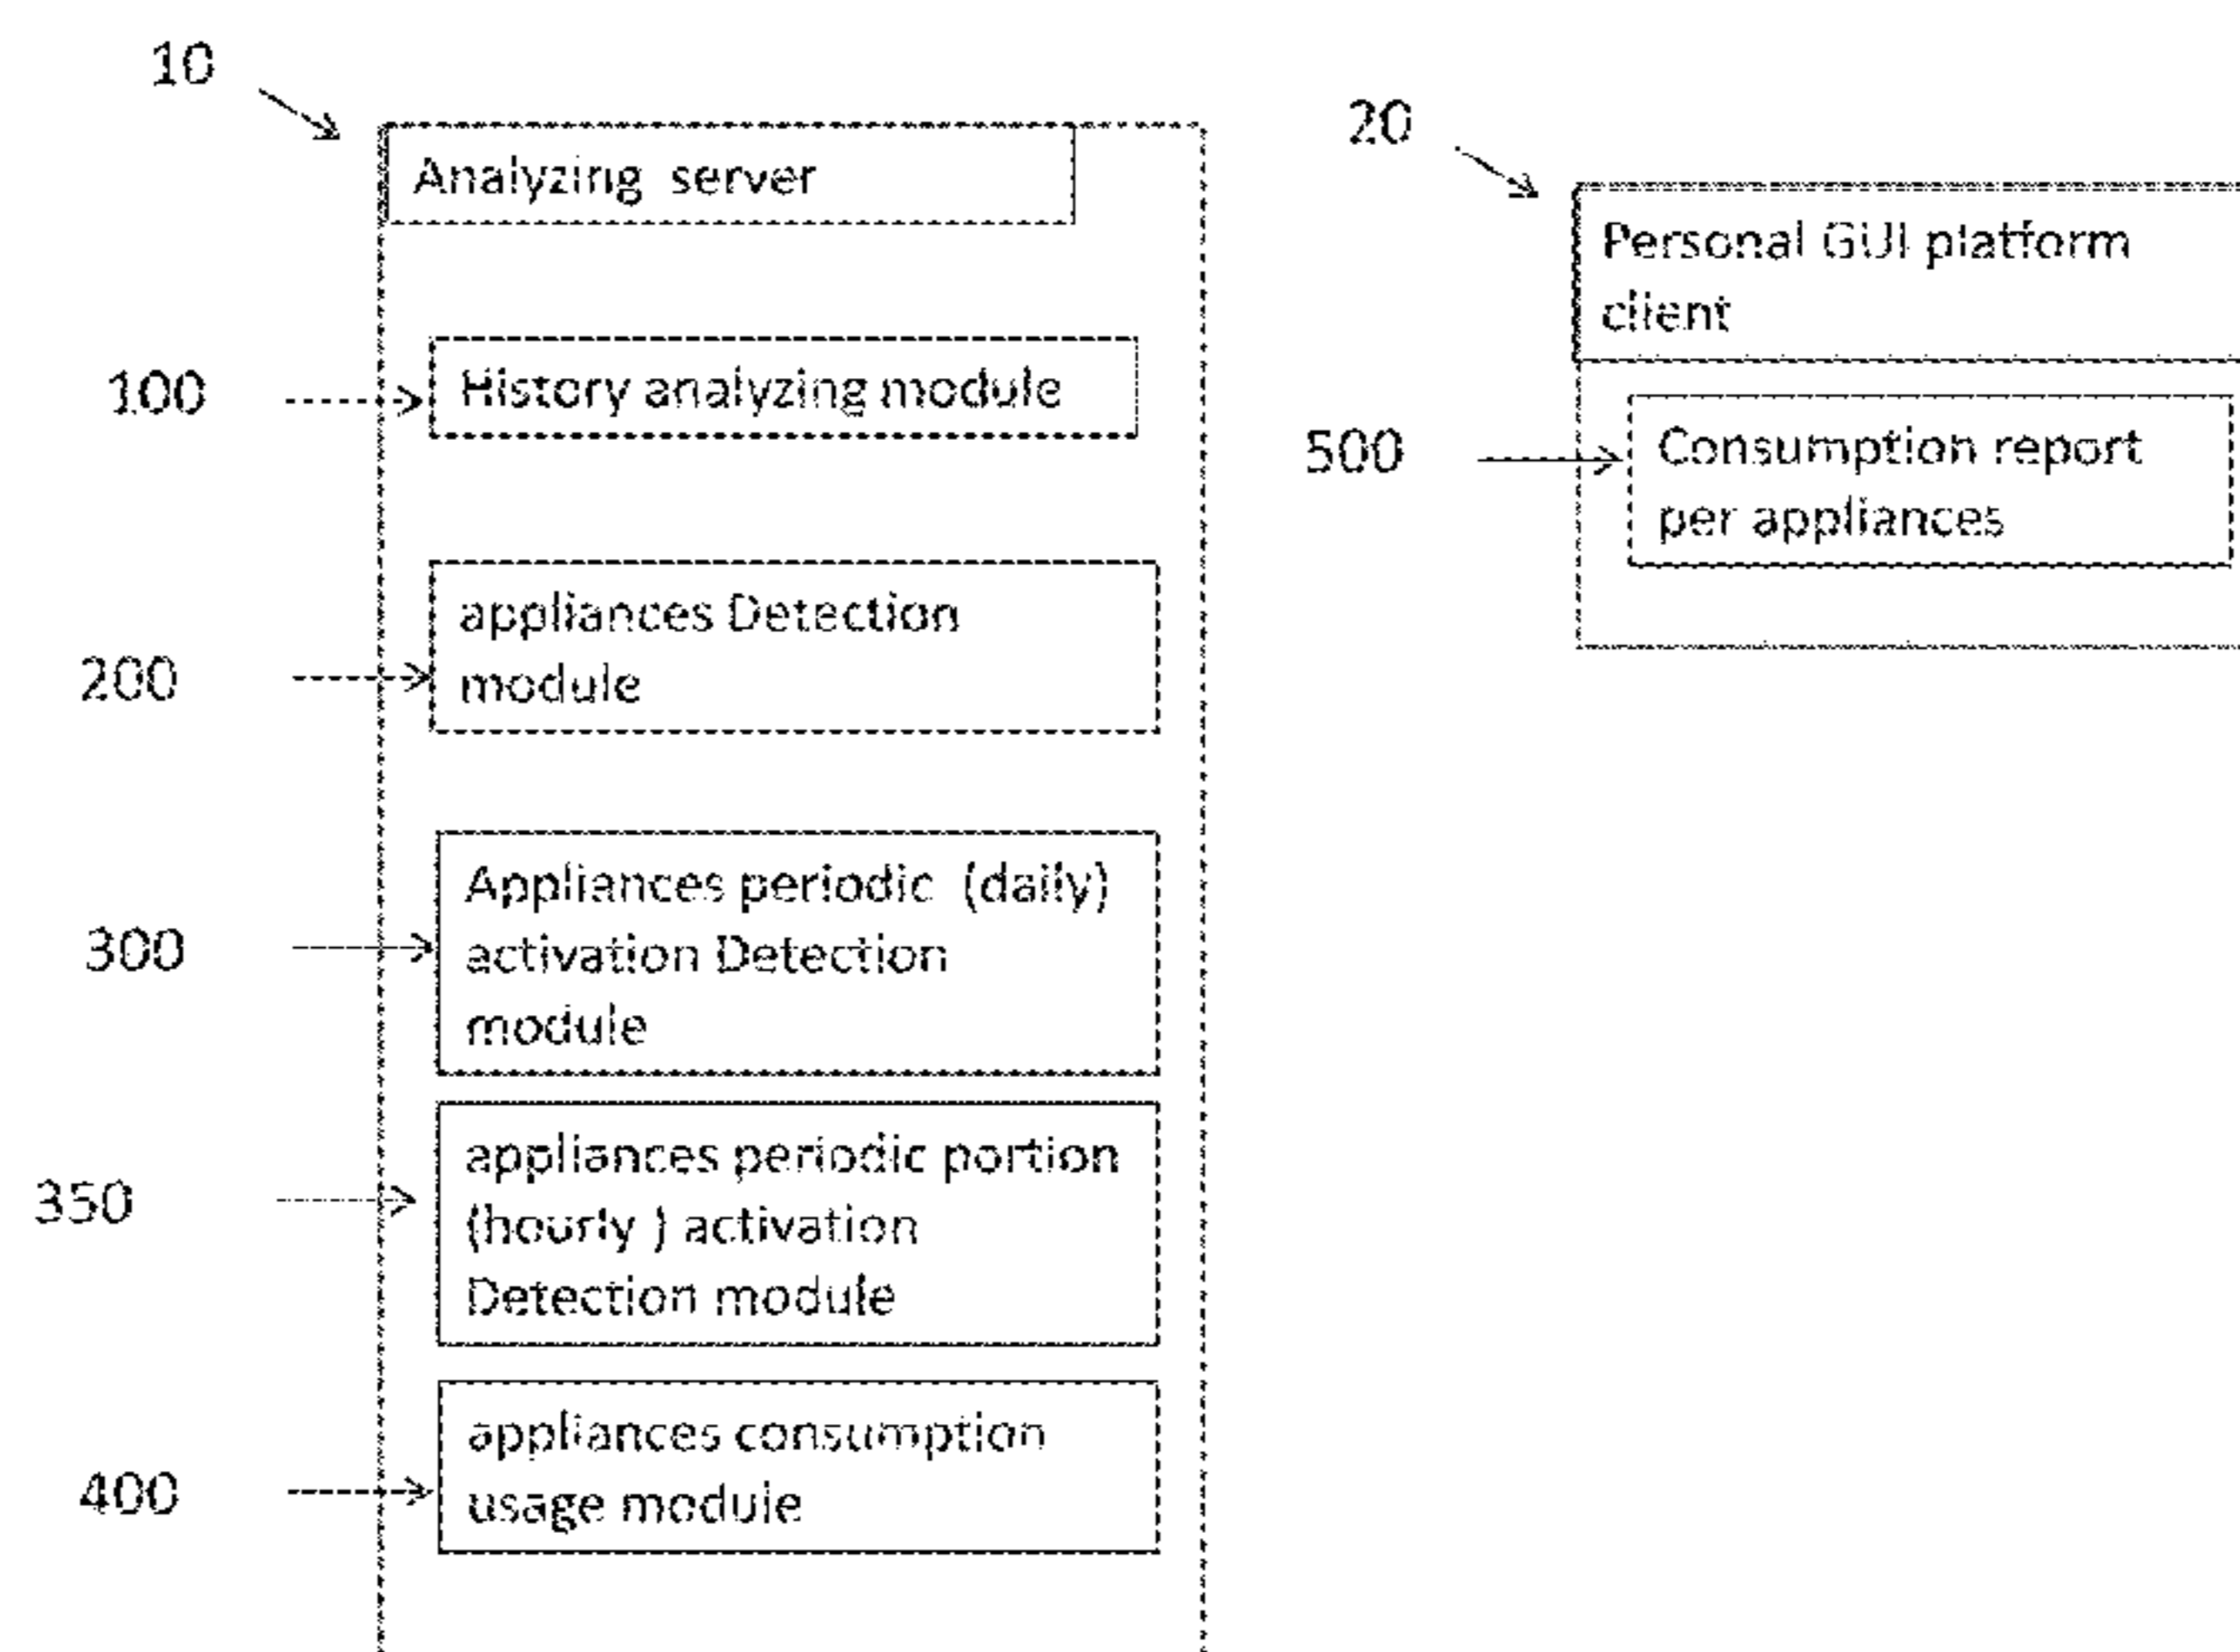 10
Analyzing server
100
History analyzing module
200
appliances Detection
module
300
Appliances periodic (daily)
activation Detection
module
350
appliances periodic portion
(hourly ) activation
Detection module
400
appliances consumption
usage module
20
Personal GUI platform
client
500
Consumption report
per appliances